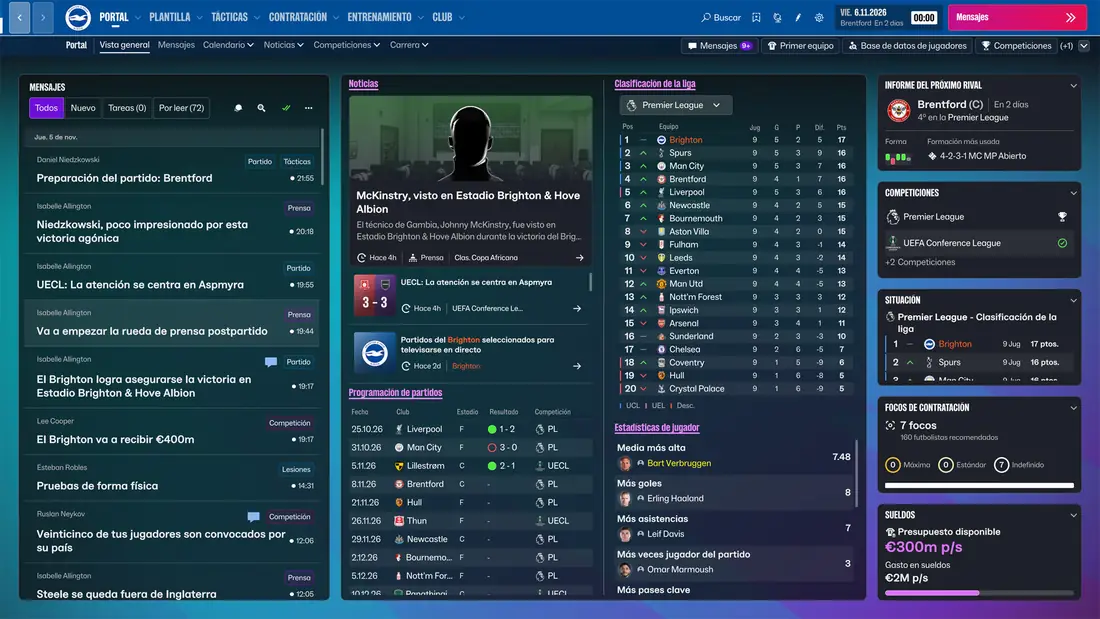 PORTAL
PLANTILLA
TÁCTICAS
CONTRATACIÓN
ENTRENAMIENTO
CLUB
Buscar
VIE. 6.11.2026
Brentford En 2 días
00:00
Mensajes
Portal
Vista general
Mensajes
Calendario
Noticias
Competiciones
Carrera
Mensajes 9+
Primer equipo
Base de datos de jugadores
Competiciones
(+1)
MENSAJES
Todos
Nuevo
Tareas (0)
Por leer (72)
Jue. 5 de nov.
Daniel Niedzkowski
Partido
Tácticas
Preparación del partido: Brentford
21:55
Isabelle Allington
Prensa
Niedzkowski, poco impresionado por esta
victoria agónica
20:18
Isabelle Allington
Partido
UECL: La atención se centra en Aspmyra
19:55
Isabelle Allington
Prensa
Va a empezar la rueda de prensa postpartido
19:44
Isabelle Allington
Partido
El Brighton logra asegurarse la victoria en
Estadio Brighton & Hove Albion
19:17
Lee Cooper
Competición
El Brighton va a recibir €400m
19:17
Esteban Robles
Lesiones
Pruebas de forma física
14:31
Ruslan Neykov
Competición
Veinticinco de tus jugadores son convocados por
su país
12:06
Isabelle Allington
Prensa
Steele se queda fuera de Inglaterra
12:05
Noticias
McKinstry, visto en Estadio Brighton & Hove
Albion
El técnico de Gambia, Johnny McKinstry, fue visto en
Estadio Brighton & Hove Albion durante la victoria del Brig...
Hace 4h
Prensa
Clas. Copa Africana
3 - 3
UECL: La atención se centra en Aspmyra
Hace 4h
UEFA Conference Le...
Partidos del Brighton seleccionados para
televisarse en directo
Hace 2d
Brighton
Programación de partidos
Fecha Club Estadio Resultado Competición
25.10.26 Liverpool F 1 - 2 PL
31.10.26 Man City F 3 - 0 PL
5.11.26 Lillestrøm C 2 - 1 UECL
8.11.26 Brentford C - PL
21.11.26 Hull F - PL
26.11.26 Thun F - UECL
29.11.26 Newcastle C - PL
2.12.26 Bournemo... F - PL
5.12.26 Nott'm For... F - PL
10.12.26 Panathinai C - UECL
Clasificación de la liga
Premier League
Pos Equipo Jug G P Dif. Pts
1 Brighton 9 5 2 5 17
2 Spurs 9 5 3 9 16
3 Man City 9 5 3 7 16
4 Brentford 9 4 1 7 16
5 Liverpool 9 5 3 6 16
6 Newcastle 9 4 2 5 15
7 Bournemouth 9 4 2 3 15
8 Aston Villa 9 4 2 0 15
9 Fulham 9 4 3 -1 14
10 Leeds 9 4 3 -2 14
11 Everton 9 4 4 -5 13
12 Man Utd 9 4 4 -5 13
13 Nott'm Forest 9 3 3 3 12
14 Ipswich 9 3 3 1 12
15 Arsenal 9 3 4 1 11
16 Sunderland 9 2 3 -3 10
17 Chelsea 9 2 6 -5 7
18 Coventry 9 1 5 -9 6
19 Hull 9 1 6 -8 5
20 Crystal Palace 9 1 6 -9 5
UCL
UEL
Desc.
Estadísticas de jugador
Media más alta
Bart Verbruggen
7.48
Más goles
Erling Haaland
8
Más asistencias
Leif Davis
7
Más veces jugador del partido
Omar Marmoush
3
Más pases clave
INFORME DEL PRÓXIMO RIVAL
Brentford (C)
En 2 días
4º en la Premier League
Forma
Formación más usada
4-2-3-1 MC MP Abierto
COMPETICIONES
Premier League
UEFA Conference League
+2 Competiciones
SITUACIÓN
Premier League - Clasificación de la
liga
1 Brighton 9 Jug 17 ptos.
2 Spurs 9 Jug 16 ptos.
3 Man City 9 Jug 16 ptos.
FOCOS DE CONTRATACIÓN
7 focos
160 futbolistas recomendados
0 Máxima
0 Estándar
7 Indefinido
SUELDOS
Presupuesto disponible
€300m p/s
Gasto en sueldos
€2M p/s